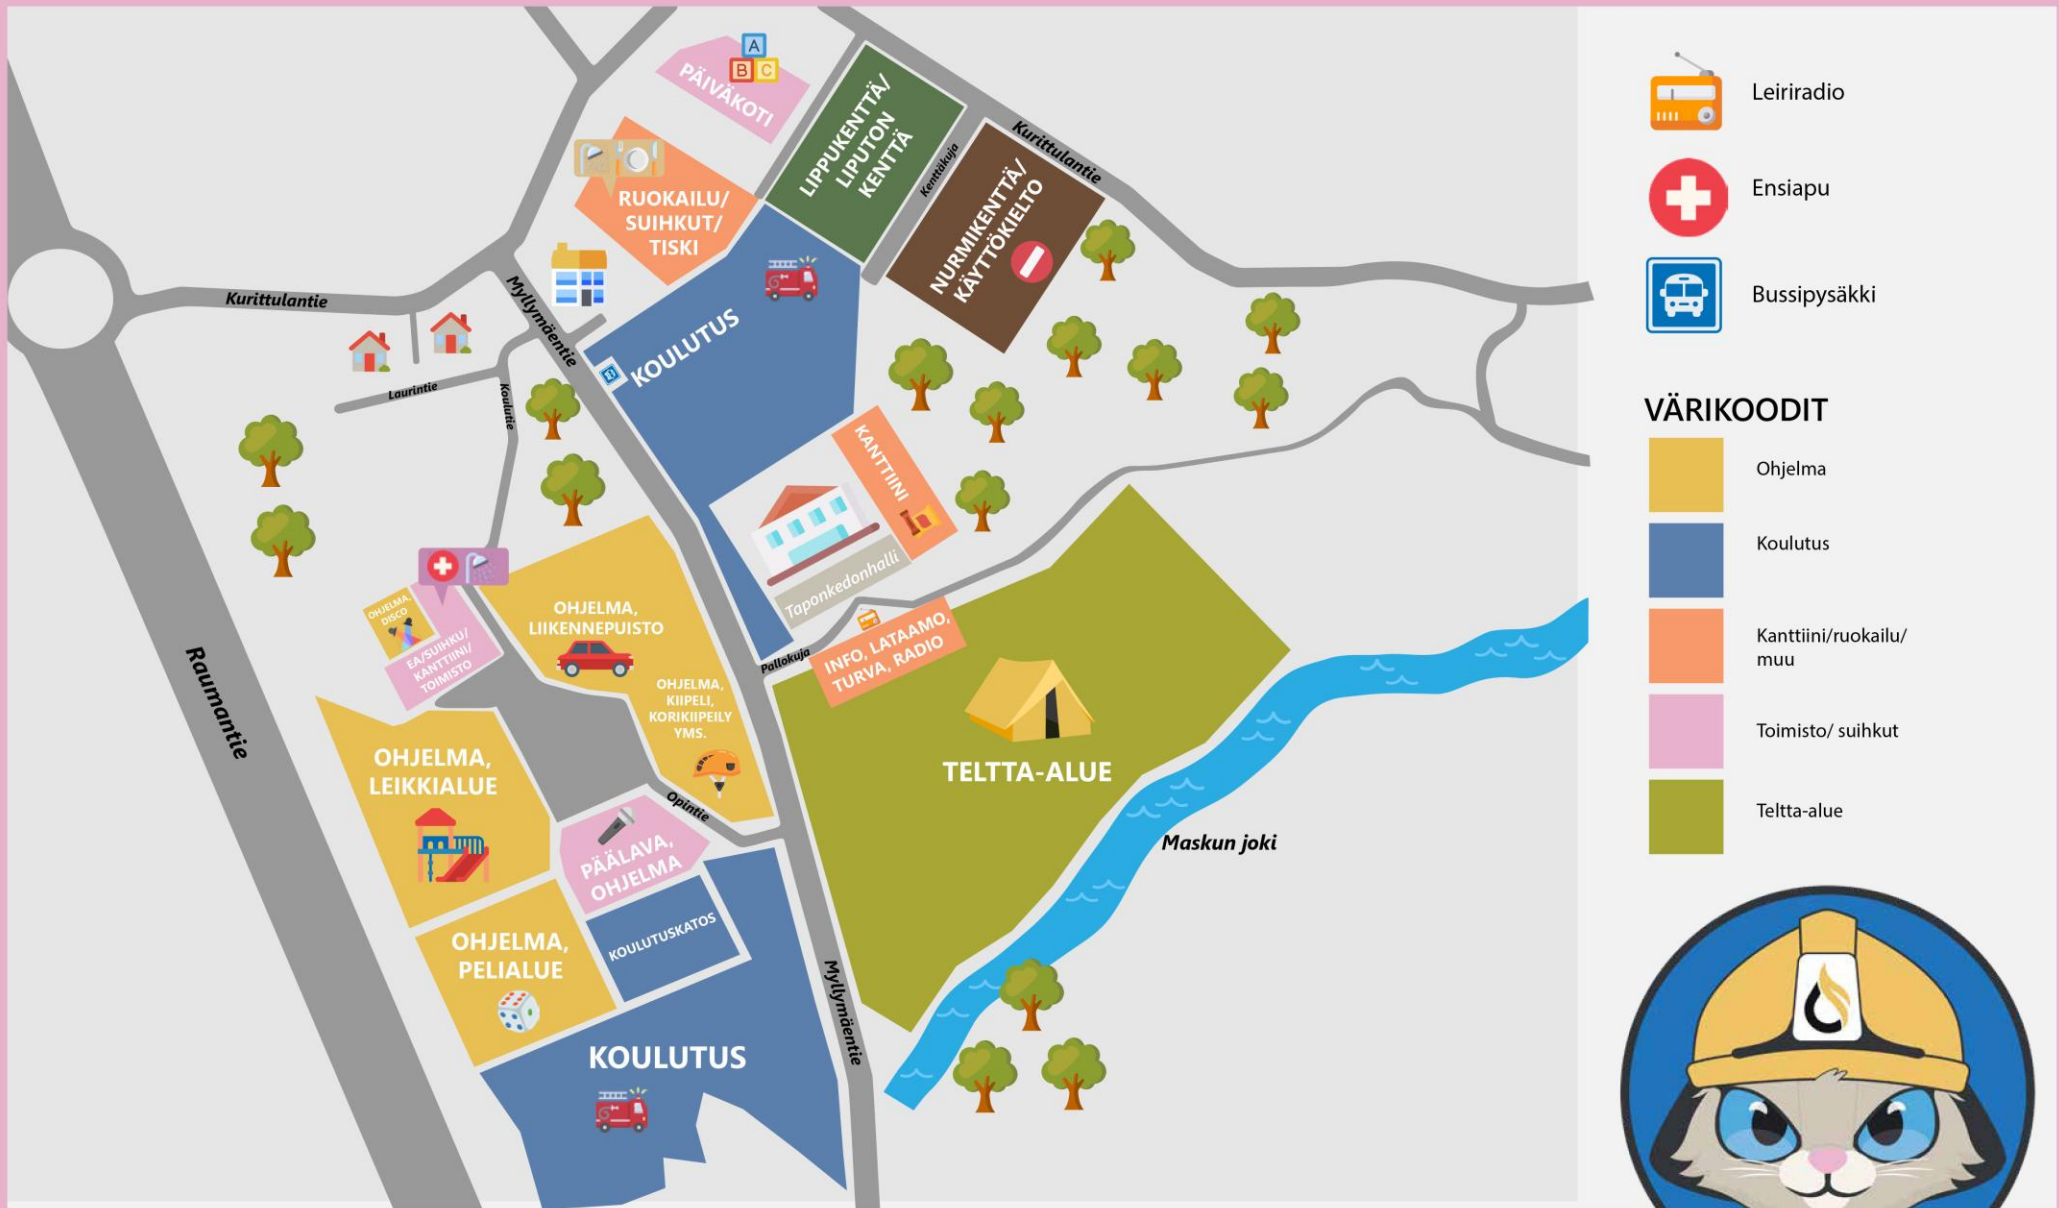 A
B C
PÄIVÄKOTI
LIPPUKENTTÄ/
LIPUTON
KENTTÄ
Kenttäkuja
Kurittulantie
NURMIKENTTÄ/
KÄYTTÖKIELTO
RUOKAILU/
SUIHKUT/
TISKI
Kurittulantie
Myllymäentie
Laurintie
Koulutie
KOULUTUS
KANTTIINI
Taponkedonhalli
Pallokuja
INFO, LATAAMO,
TURVA, RADIO
OHJELMA,
LIIKENNEPUISTO
OHJELMA,
DISCO
EA/SUIHKU/
KANTTIINI/
TOIMISTO
OHJELMA,
KIIPELI,
KORIKIIPEILY
YMS.
Raumantie
OHJELMA,
LEIKKIALUE
Opintie
PÄÄLAVA,
OHJELMA
TELTTA-ALUE
Maskun joki
KOULUTUSKATOS
OHJELMA,
PELIALUE
Myllymäentie
KOULUTUS
Leiriradio
Ensiapu
Bussipysäkki
VÄRIKOODIT
Ohjelma
Koulutus
Kanttiini/ruokailu/
muu
Toimisto/ suihkut
Teltta-alue